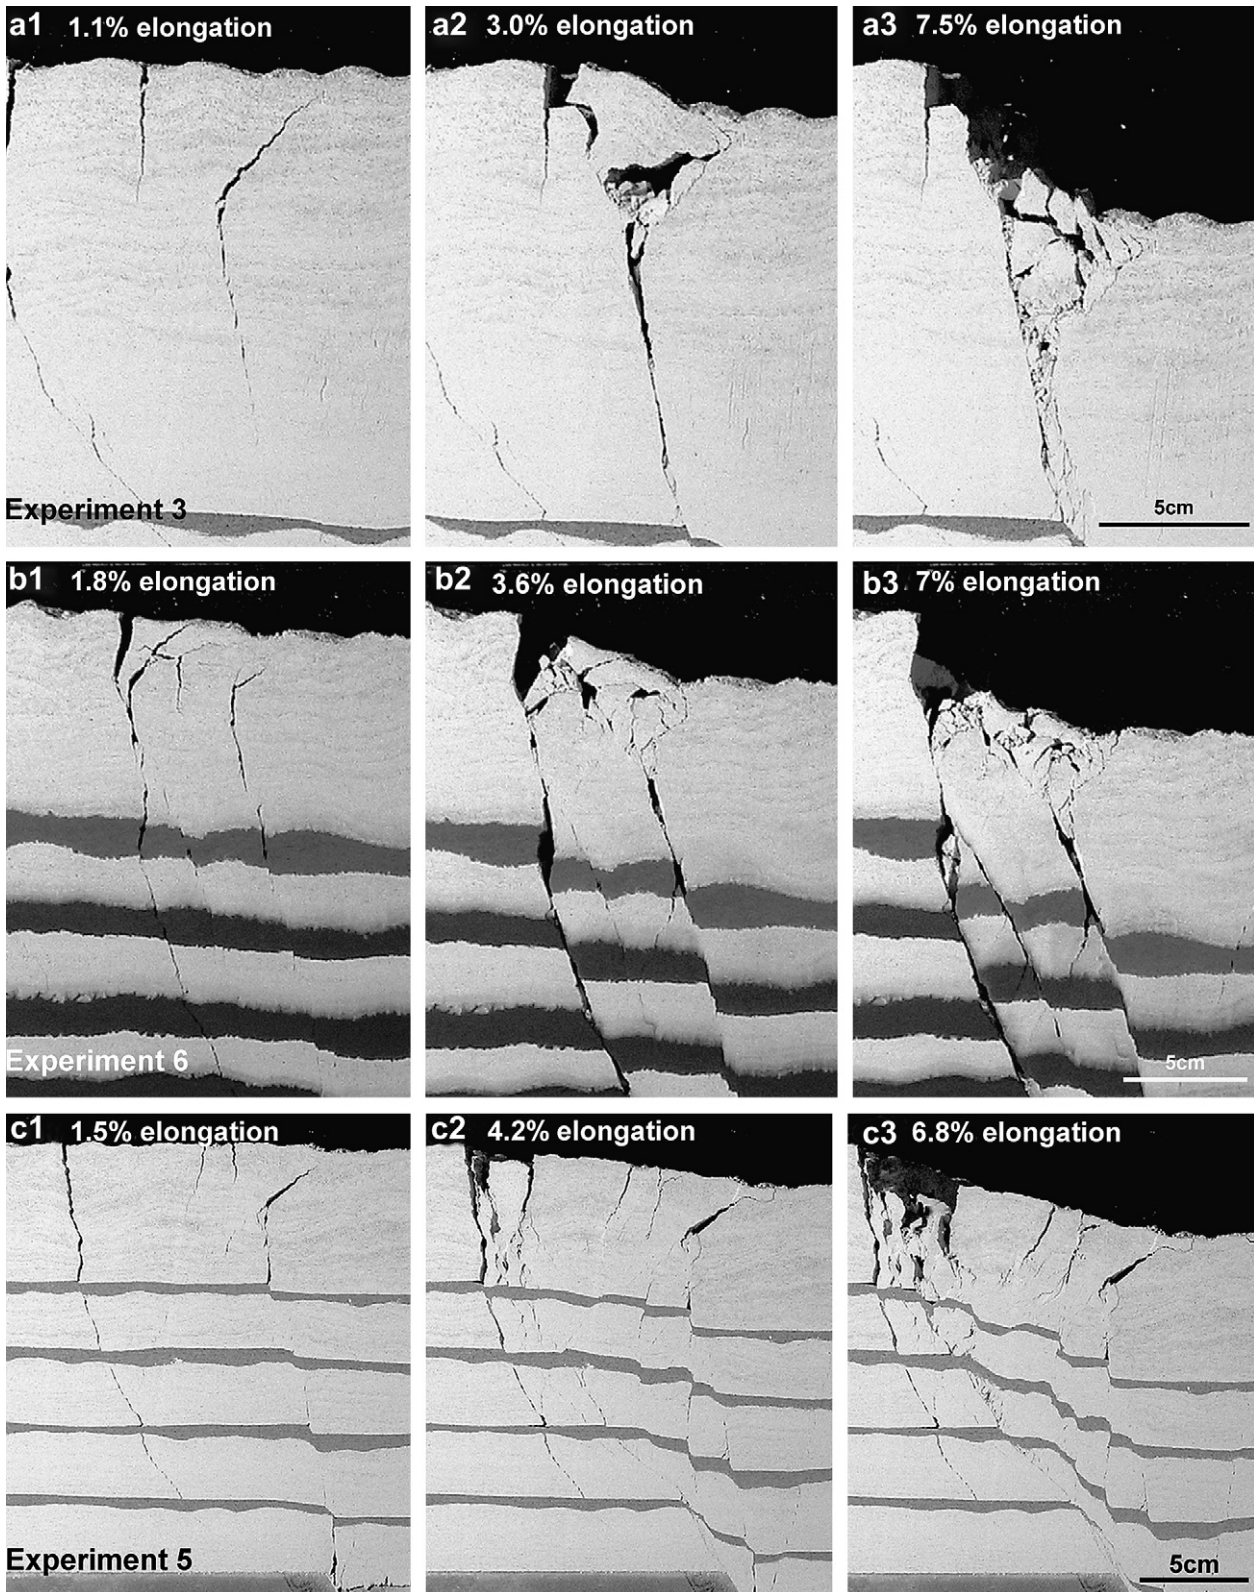 a1 1.1% elongation
a2 3.0% elongation
a3 7.5% elongation
Experiment 3
5cm
b1 1.8% elongation
b2 3.6% elongation
b3 7% elongation
Experiment 6
5cm
c1 1.5% elongation
c2 4.2% elongation
c3 6.8% elongation
Experiment 5
5cm